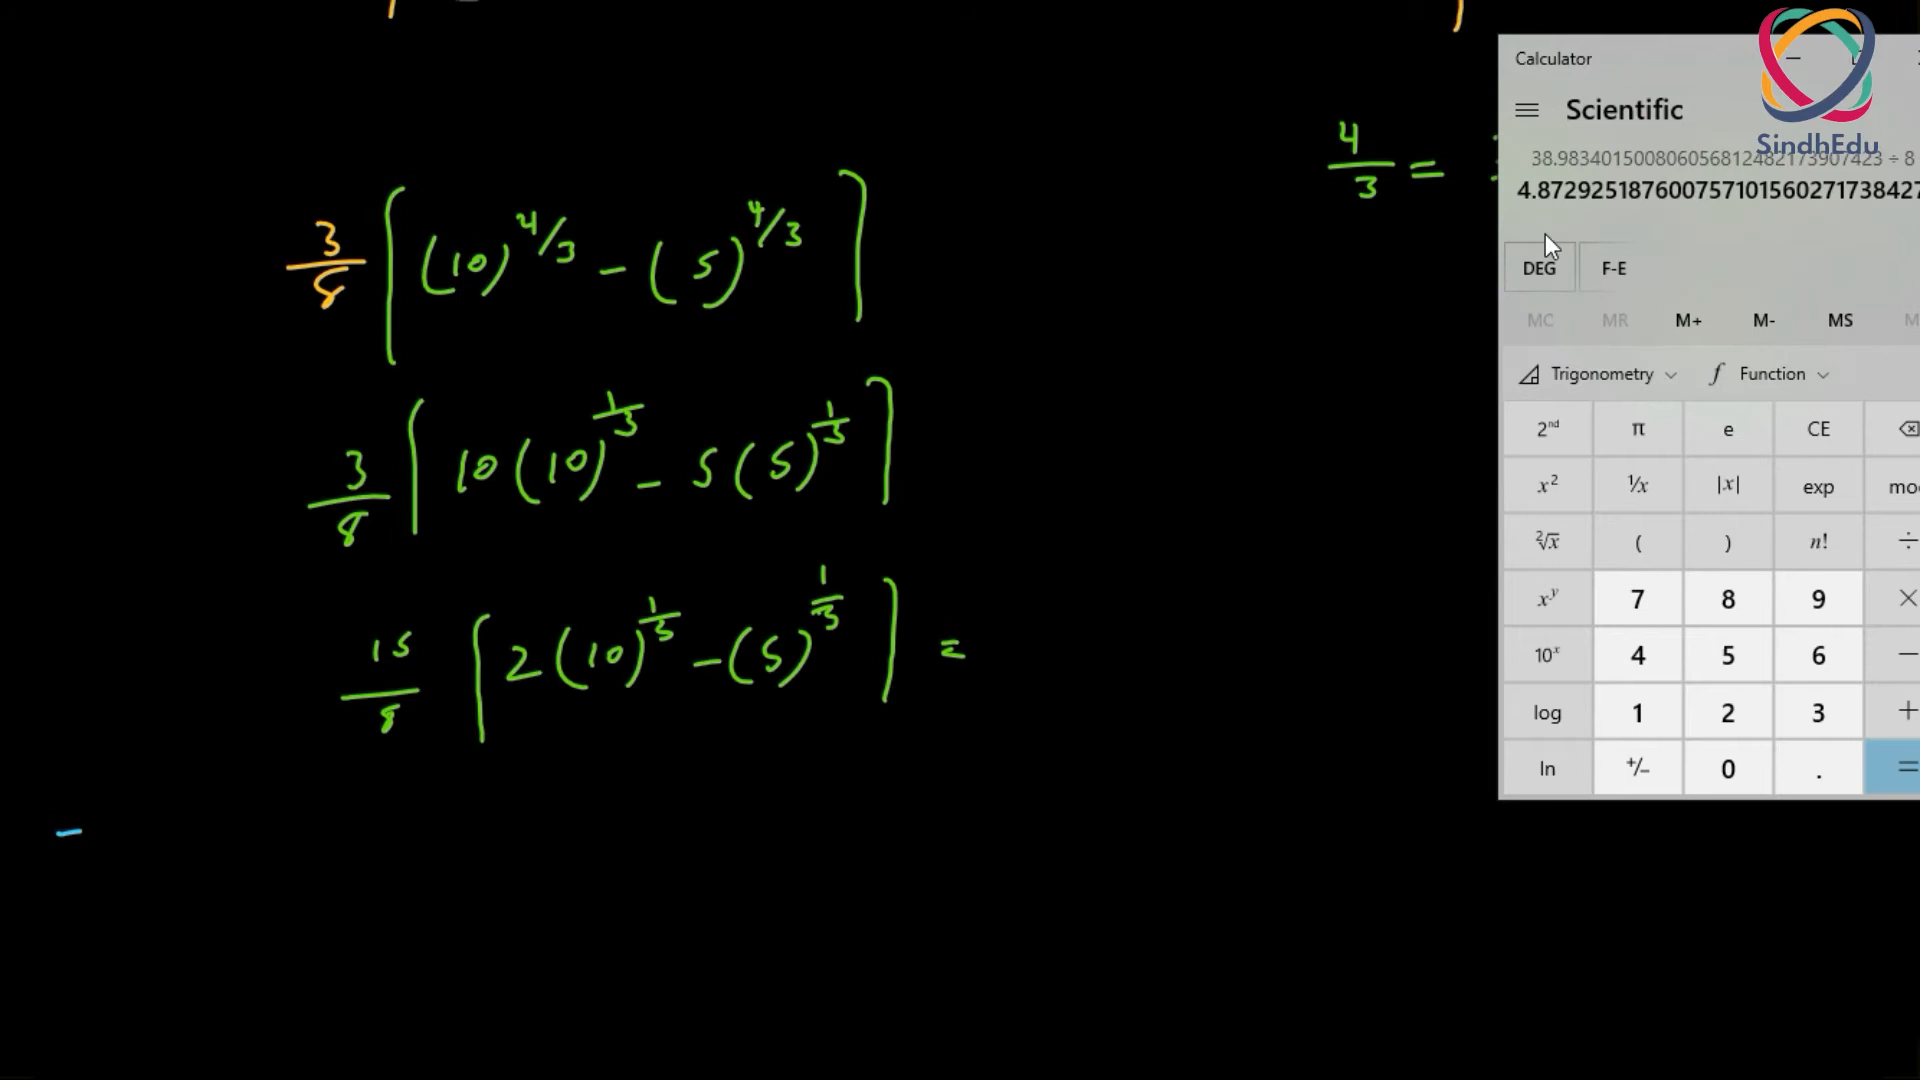 Calculator
Scientific
SindhEdu
38.983401500806056812482173907423 ÷ 8
4.872925187600757101560271738427
4/3 =
3/8 [(10)^4/3 - (5)^4/3]
3/8 [10(10)^1/3 - 5(5)^1/3]
15/8 [2(10)^1/3 - (5)^1/3] =
DEG F-E
MC MR M+ M- MS M
Trigonometry f Function
2nd π e CE
x² ¹/x |x| exp mod
²√x ( ) n! ÷
xʸ 7 8 9 ×
10ˣ 4 5 6 −
log 1 2 3 +
ln +/− 0 . =